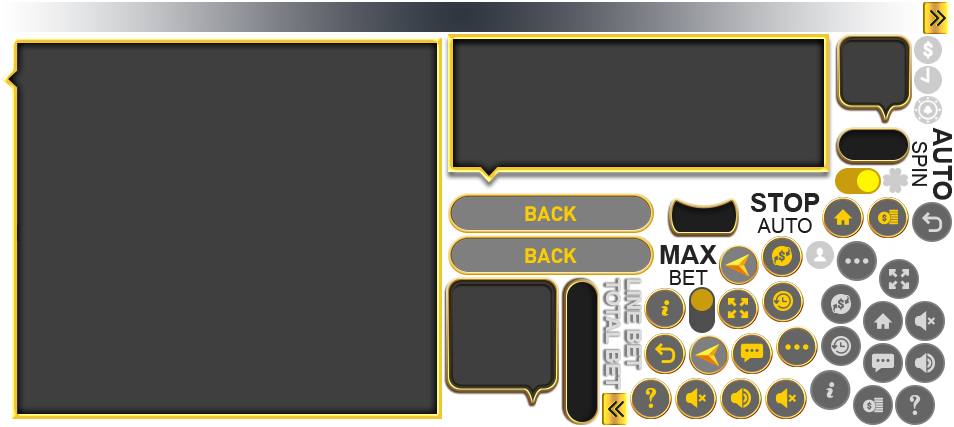 AUTO
SPIN
BACK
STOP
AUTO
BACK
MAX
BET
LINE BET
TOTAL BET